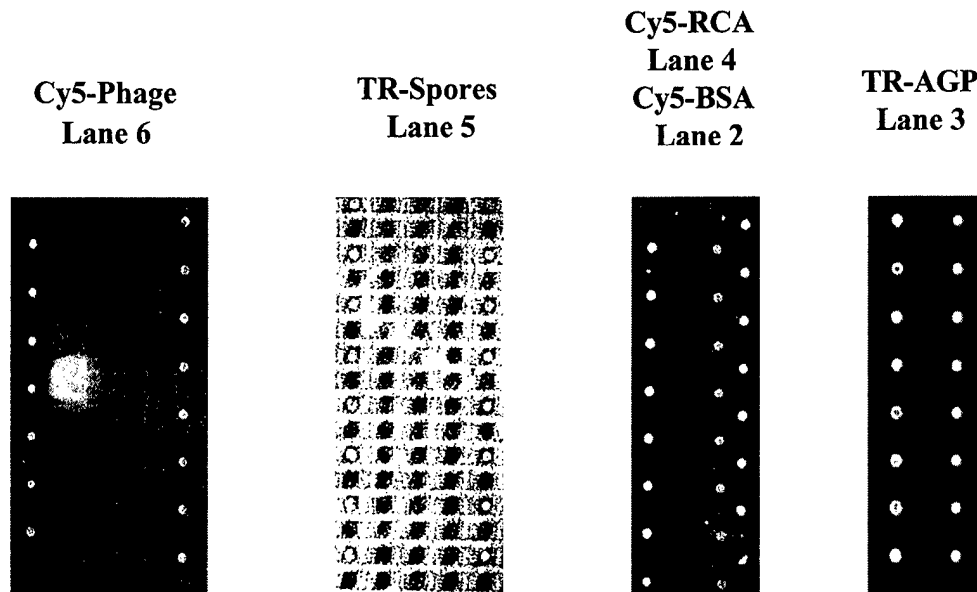 Cy5-Phage
Lane 6
TR-Spores
Lane 5
Cy5-RCA
Lane 4
Cy5-BSA
Lane 2
TR-AGP
Lane 3